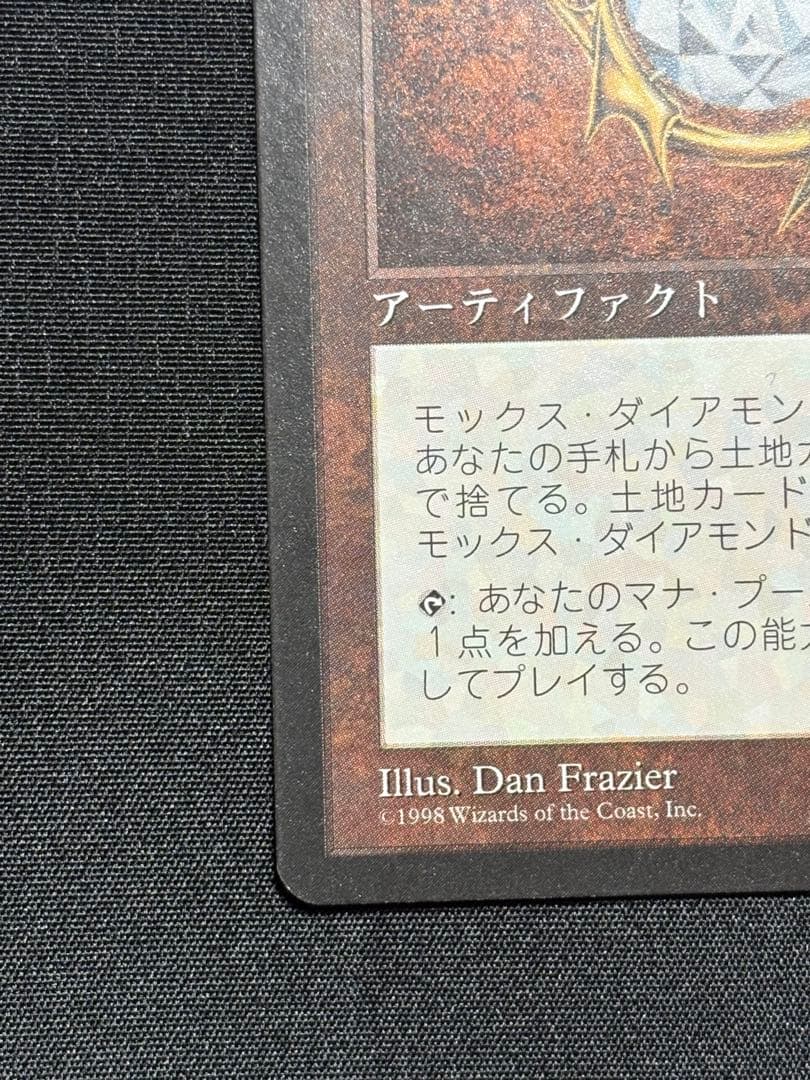 アーティファクト
モックス・ダイアモン
あなたの手札から土地
で捨てる。土地カード
モックス・ダイアモンド
: あなたのマナ・プー
1点を加える。この能
してプレイする。
Illus. Dan Frazier
©1998 Wizards of the Coast, Inc.